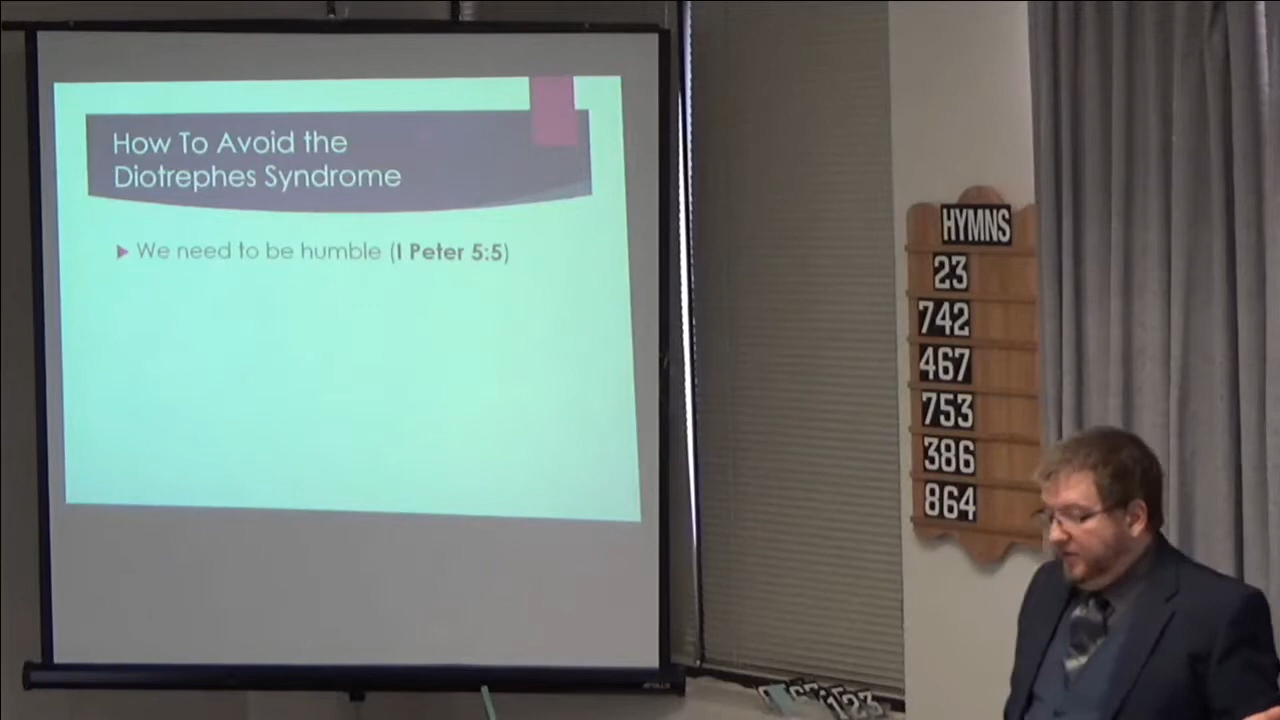 How To Avoid the
Diotrephes Syndrome
We need to be humble (I Peter 5:5)
HYMNS
23
742
467
753
386
864